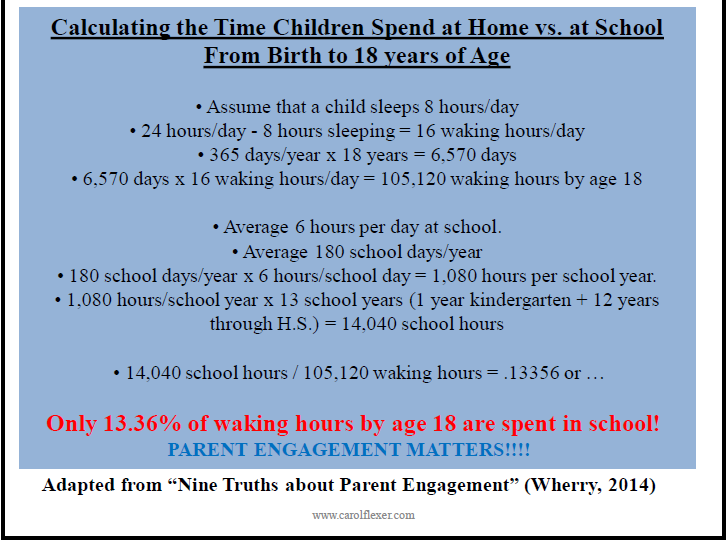 Calculating the Time Children Spend at Home vs. at School
From Birth to 18 years of Age
• Assume that a child sleeps 8 hours/day
• 24 hours/day - 8 hours sleeping = 16 waking hours/day
• 365 days/year x 18 years = 6,570 days
• 6,570 days x 16 waking hours/day = 105,120 waking hours by age 18
• Average 6 hours per day at school.
• Average 180 school days/year
• 180 school days/year x 6 hours/school day = 1,080 hours per school year.
• 1,080 hours/school year x 13 school years (1 year kindergarten + 12 years
through H.S.) = 14,040 school hours
• 14,040 school hours / 105,120 waking hours = .13356 or …
Only 13.36% of waking hours by age 18 are spent in school!
PARENT ENGAGEMENT MATTERS!!!!
Adapted from “Nine Truths about Parent Engagement” (Wherry, 2014)
www.carolflexer.com